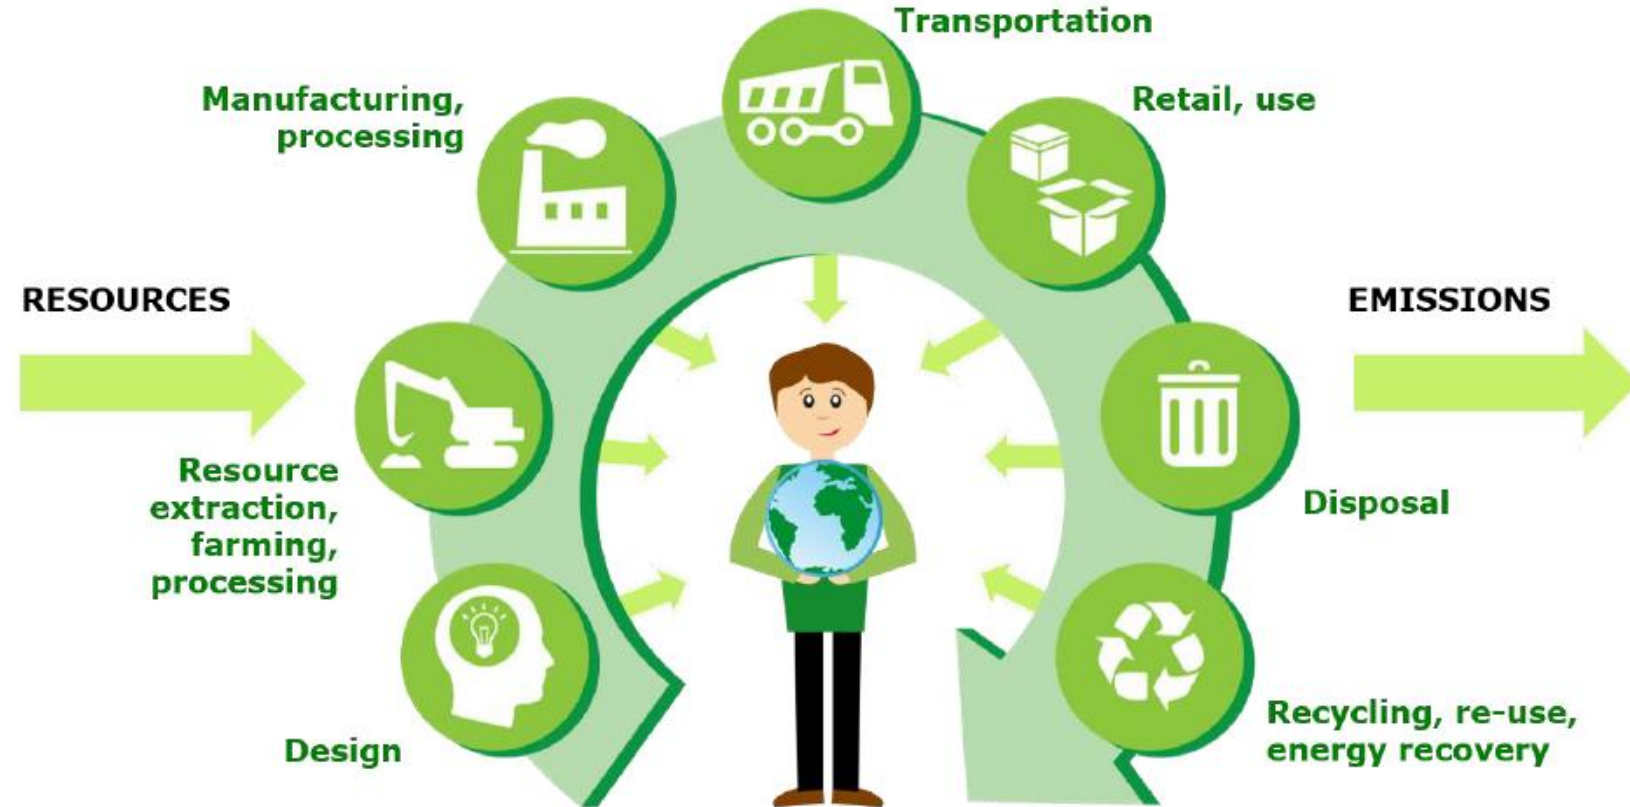 Transportation
Manufacturing,
processing
Retail, use
RESOURCES
EMISSIONS
Resource
extraction,
farming,
processing
Disposal
Design
Recycling, re-use,
energy recovery